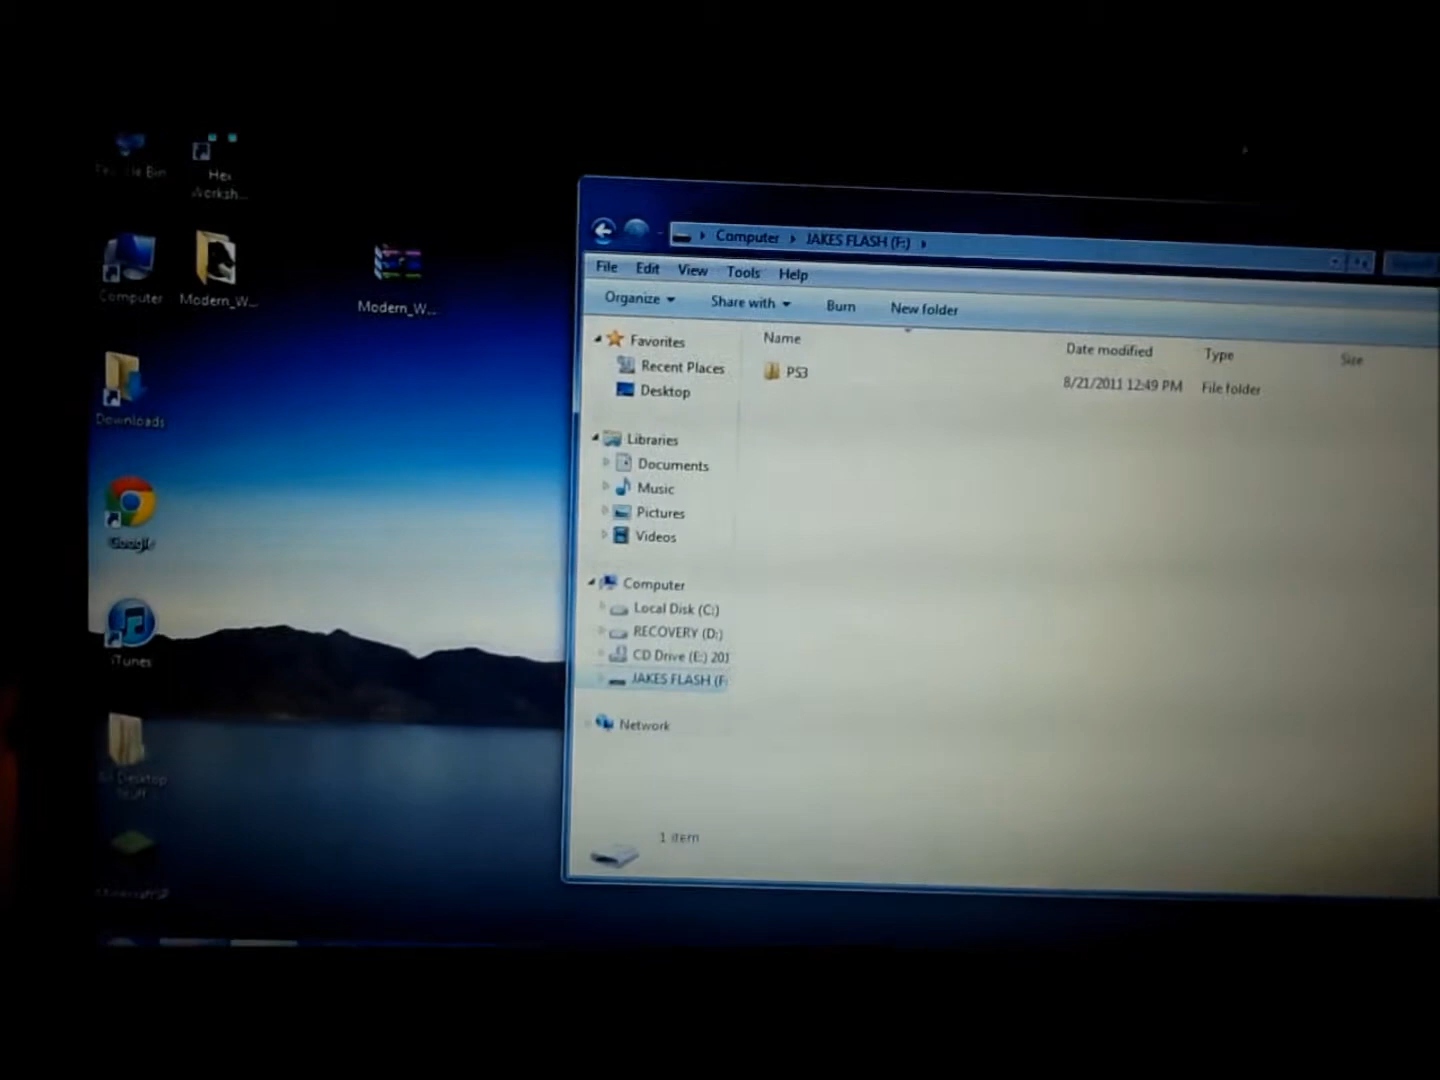 Hex
Worksh...
Computer
Modern_W...
Modern_W...
Downloads
Google
iTunes
Desktop
Computer JAKES FLASH (F:)
File Edit View Tools Help
Organize Share with Burn New folder
Name Date modified Type Size
PS3 8/21/2011 12:49 PM File folder
Favorites
Recent Places
Desktop
Libraries
Documents
Music
Pictures
Videos
Computer
Local Disk (C:)
RECOVERY (D:)
CD Drive (E:) 201
JAKES FLASH (F:
Network
1 item